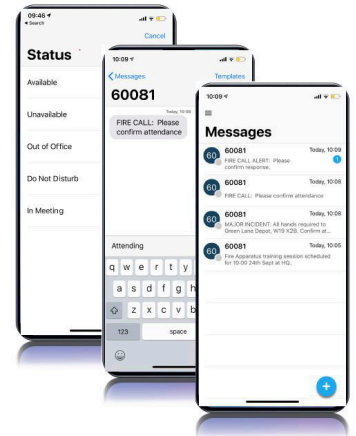 09:46
Search
Cancel
Status
Available
Unavailable
Out of Office
Do Not Disturb
In Meeting
10:09
Messages
Templates
60081
Today, 10:08
FIRE CALL: Please
confirm attendance
Attending
q w e r t y
a s d f g h
z x c v b
123
space
10:09
Messages
60
60081
Today, 10:09
FIRE CALL ALERT: Please
confirm response.
1
60
60081
Today, 10:08
FIRE CALL: Please confirm attendance
60
60081
Today, 10:08
MAJOR INCIDENT: All hands required to
Green Lane Depot, W19 X28. Confirm at...
60
60081
Today, 10:05
Fire Apparatus training session scheduled
for 10:00 24th Sept at HQ.
+